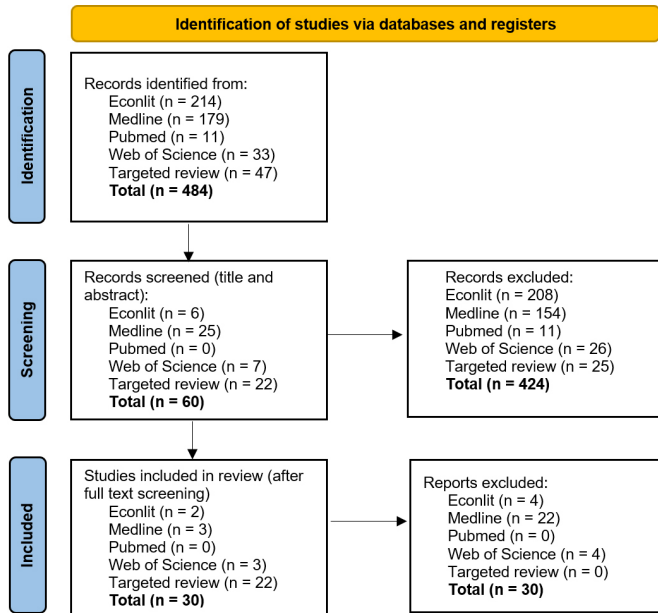 Identification of studies via databases and registers
Identification
Records identified from:
Econlit (n = 214)
Medline (n = 179)
Pubmed (n = 11)
Web of Science (n = 33)
Targeted review (n = 47)
Total (n = 484)
Screening
Records screened (title and
abstract):
Econlit (n = 6)
Medline (n = 25)
Pubmed (n = 0)
Web of Science (n = 7)
Targeted review (n = 22)
Total (n = 60)
Records excluded:
Econlit (n = 208)
Medline (n = 154)
Pubmed (n = 11)
Web of Science (n = 26)
Targeted review (n = 25)
Total (n = 424)
Included
Studies included in review (after
full text screening)
Econlit (n = 2)
Medline (n = 3)
Pubmed (n = 0)
Web of Science (n = 3)
Targeted review (n = 22)
Total (n = 30)
Reports excluded:
Econlit (n = 4)
Medline (n = 22)
Pubmed (n = 0)
Web of Science (n = 4)
Targeted review (n = 0)
Total (n = 30)